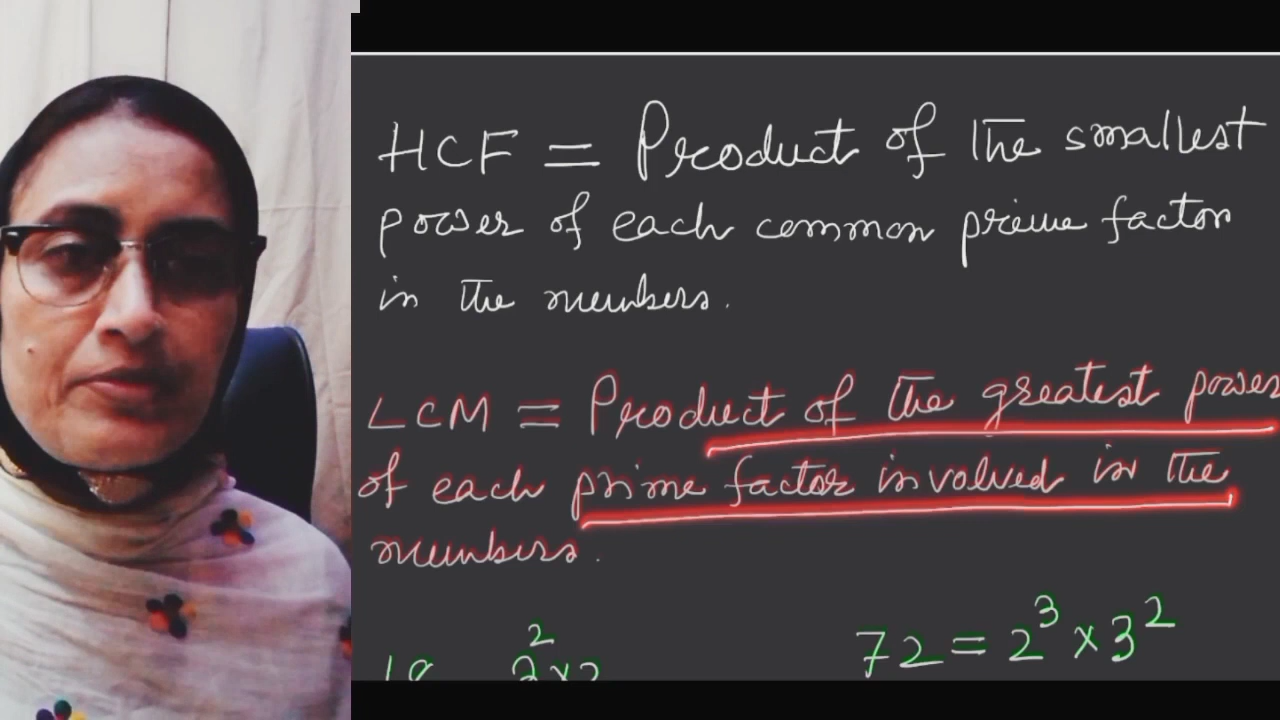 HCF = Product of the smallest
power of each common prime factor
in the numbers.
LCM = Product of the greatest power
of each prime factor involved in the
numbers.
72 = 2³ × 3²